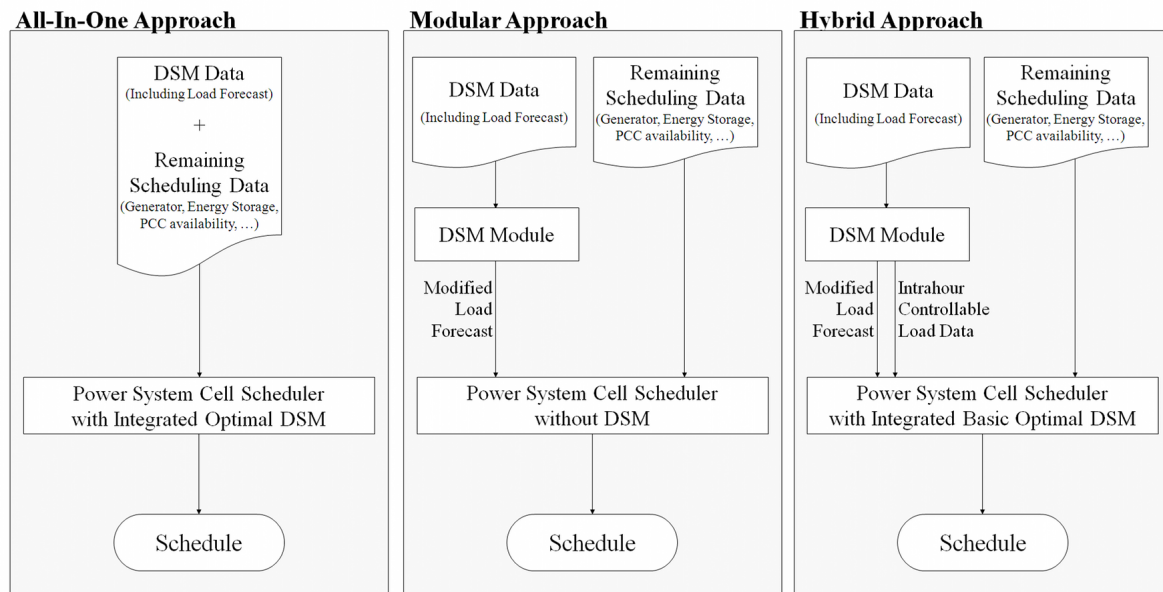 All-In-One Approach
DSM Data
(Including Load Forecast)
+
Remaining
Scheduling Data
(Generator, Energy Storage,
PCC availability, …)
Power System Cell Scheduler
with Integrated Optimal DSM
Schedule
Modular Approach
DSM Data
(Including Load Forecast)
Remaining
Scheduling Data
(Generator, Energy Storage,
PCC availability, …)
DSM Module
Modified
Load
Forecast
Power System Cell Scheduler
without DSM
Schedule
Hybrid Approach
DSM Data
(Including Load Forecast)
Remaining
Scheduling Data
(Generator, Energy Storage,
PCC availability, …)
DSM Module
Modified
Load
Forecast
Intrahour
Controllable
Load Data
Power System Cell Scheduler
with Integrated Basic Optimal DSM
Schedule